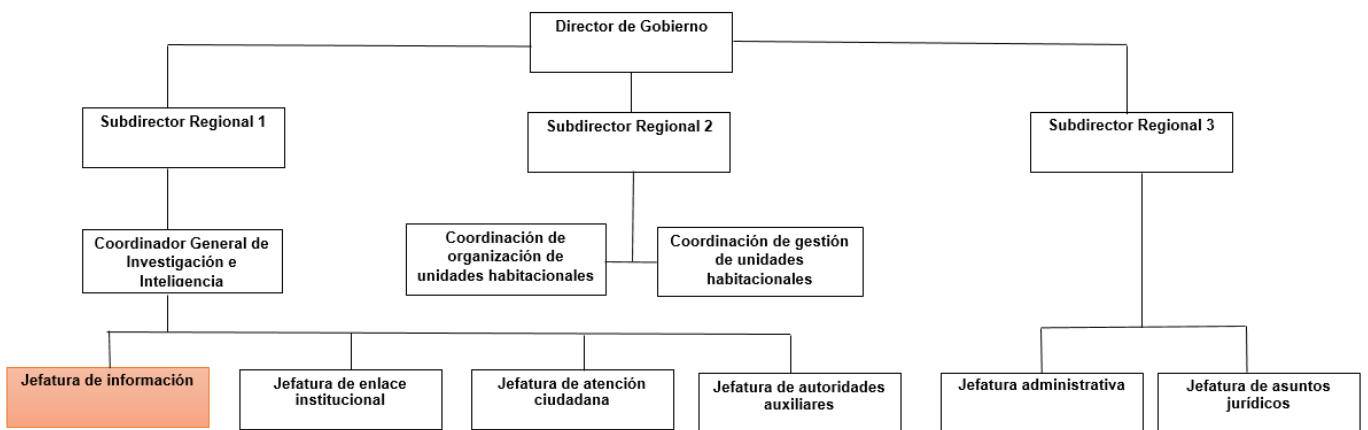 Director de Gobierno
Subdirector Regional 1
Subdirector Regional 2
Subdirector Regional 3
Coordinador General de
Investigación e
Inteligencia
Coordinación de
organización de
unidades habitacionales
Coordinación de gestión
de unidades
habitacionales
Jefatura de información
Jefatura de enlace
institucional
Jefatura de atención
ciudadana
Jefatura de autoridades
auxiliares
Jefatura administrativa
Jefatura de asuntos
jurídicos